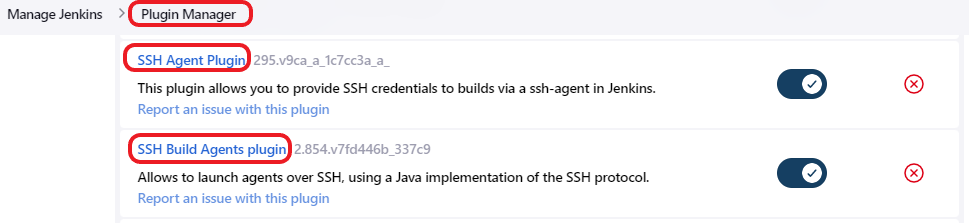 Manage Jenkins > Plugin Manager
SSH Agent Plugin 295.v9ca_a_1c7cc3a_a_
This plugin allows you to provide SSH credentials to builds via a ssh-agent in Jenkins.
Report an issue with this plugin
SSH Build Agents plugin 2.854.v7fd446b_337c9
Allows to launch agents over SSH, using a Java implementation of the SSH protocol.
Report an issue with this plugin